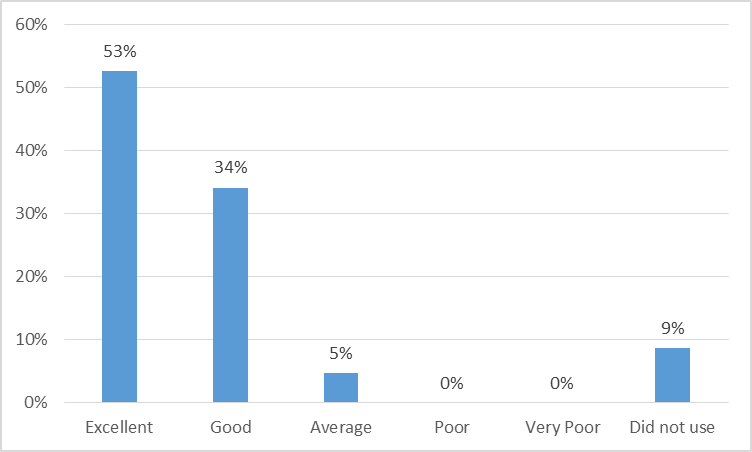 60%
53%
50%
40%
34%
30%
20%
10%
9%
5%
0%
0%
0%
Excellent
Good
Average
Poor
Very Poor
Did not use